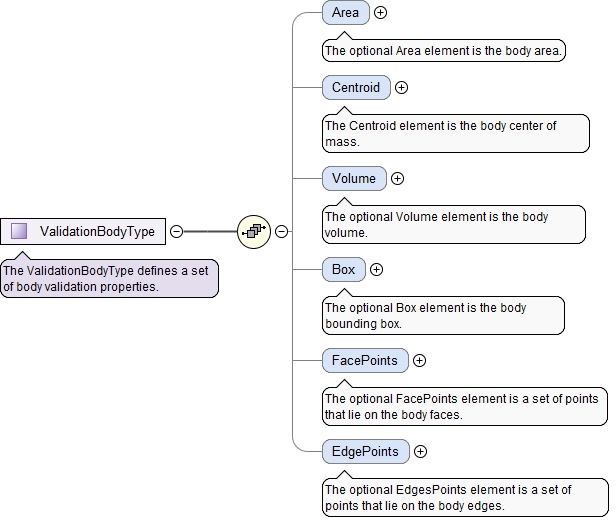 Area
The optional Area element is the body area.
Centroid
The Centroid element is the body center of
mass.
Volume
The optional Volume element is the body
volume.
ValidationBodyType
The ValidationBodyType defines a set
of body validation properties.
Box
The optional Box element is the body
bounding box.
FacePoints
The optional FacePoints element is a set of points
that lie on the body faces.
EdgePoints
The optional EdgesPoints element is a set of
points that lie on the body edges.